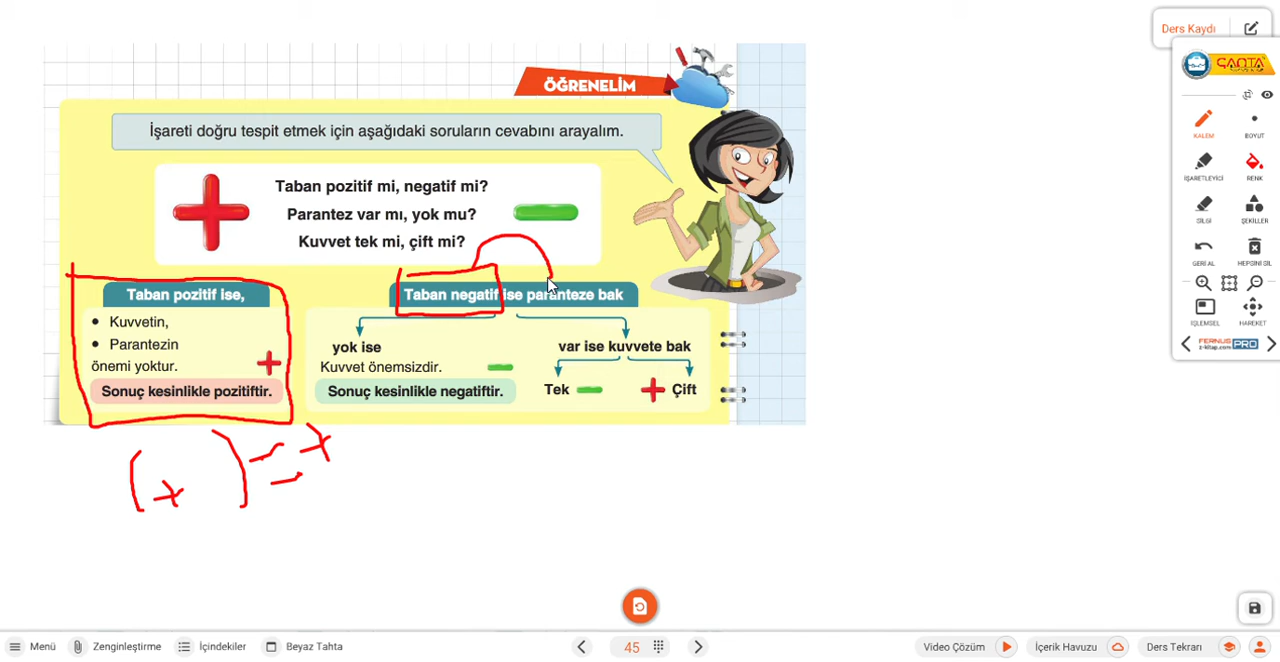 Ders Kaydı
ÇANTA
ÖĞRENELİM
İşareti doğru tespit etmek için aşağıdaki soruların cevabını arayalım.
Taban pozitif mi, negatif mi?
Parantez var mı, yok mu?
Kuvvet tek mi, çift mi?
Taban pozitif ise,
• Kuvvetin,
• Parantezin
önemi yoktur.
+
Sonuç kesinlikle pozitiftir.
Taban negatif ise paranteze bak
yok ise
Kuvvet önemsizdir. -
Sonuç kesinlikle negatiftir.
var ise kuvvete bak
Tek - + Çift
(+ ) = +
KALEM BOYUT
İŞARETLEYİCİ RENK
SİLGİ ŞEKİLLER
GERİ AL HEPSİNİ SİL
İŞLEMSEL HAREKET
FERNUS
z-kitap.com PRO
Menü Zenginleştirme İçindekiler Beyaz Tahta 45 Video Çözüm İçerik Havuzu Ders Tekrarı